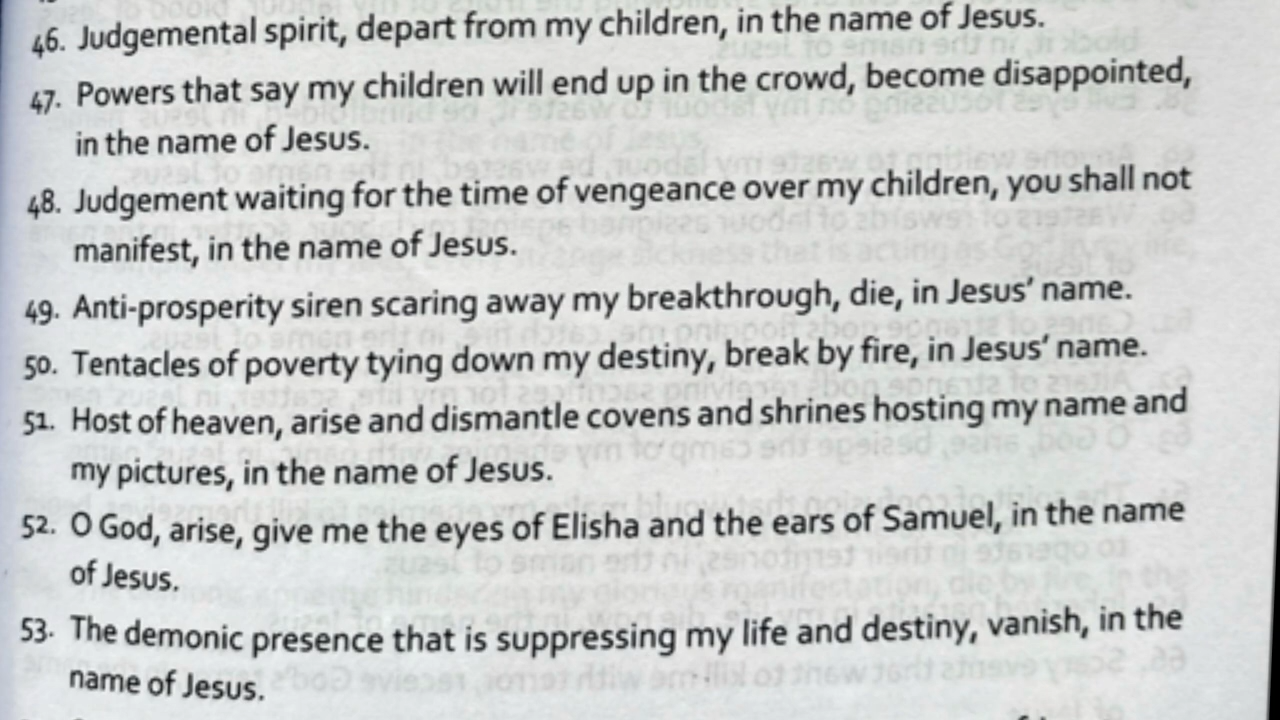 46. Judgemental spirit, depart from my children, in the name of Jesus.
47. Powers that say my children will end up in the crowd, become disappointed,
in the name of Jesus.
48. Judgement waiting for the time of vengeance over my children, you shall not
manifest, in the name of Jesus.
49. Anti-prosperity siren scaring away my breakthrough, die, in Jesus' name.
50. Tentacles of poverty tying down my destiny, break by fire, in Jesus' name.
51. Host of heaven, arise and dismantle covens and shrines hosting my name and
my pictures, in the name of Jesus.
52. O God, arise, give me the eyes of Elisha and the ears of Samuel, in the name
of Jesus.
53. The demonic presence that is suppressing my life and destiny, vanish, in the
name of Jesus.